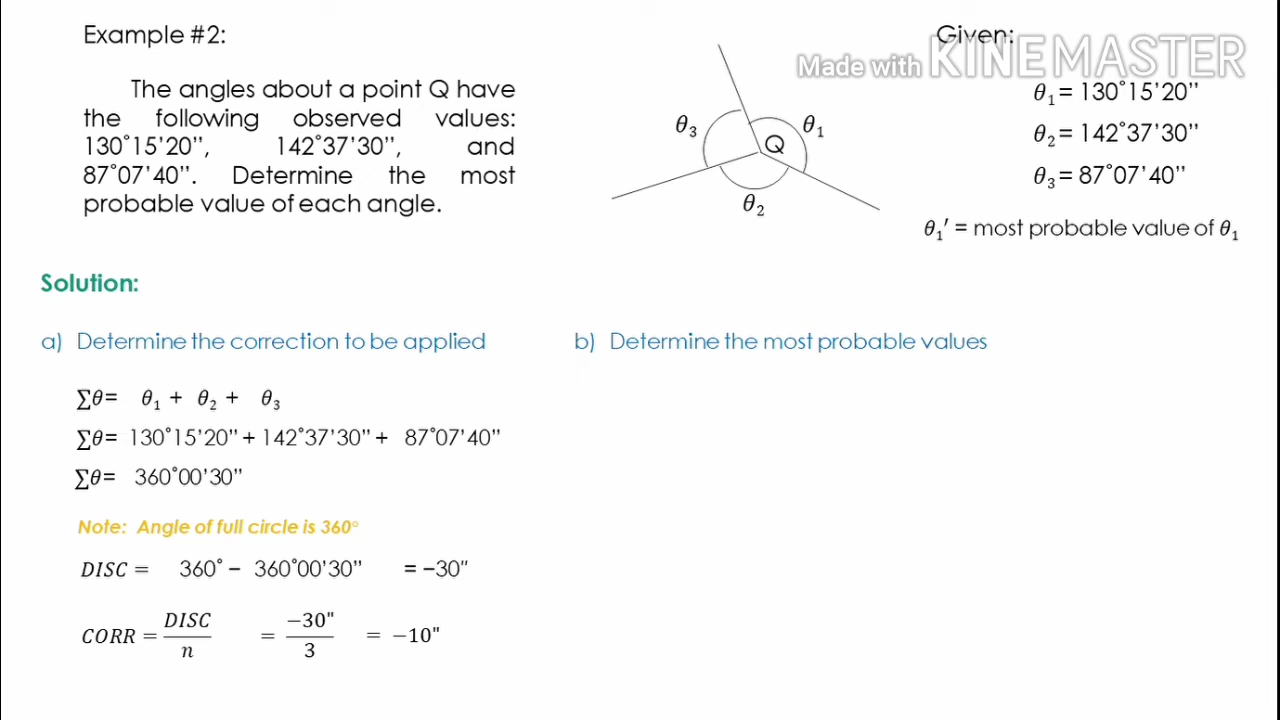 Example #2:
Given:
Made with KINEMASTER
The angles about a point Q have
the following observed values:
130°15'20'', 142°37'30'', and
87°07'40''. Determine the most
probable value of each angle.
θ₃
θ₁
Q
θ₂
θ₁= 130°15'20''
θ₂= 142°37'30''
θ₃= 87°07'40''
θ₁′ = most probable value of θ₁
Solution:
a) Determine the correction to be applied
∑θ= θ₁ + θ₂ + θ₃
∑θ= 130°15'20'' + 142°37'30'' + 87°07'40''
∑θ= 360°00'30''
Note: Angle of full circle is 360°
DISC = 360° − 360°00'30'' = −30"
CORR = DISC/n = −30"/3 = −10"
b) Determine the most probable values